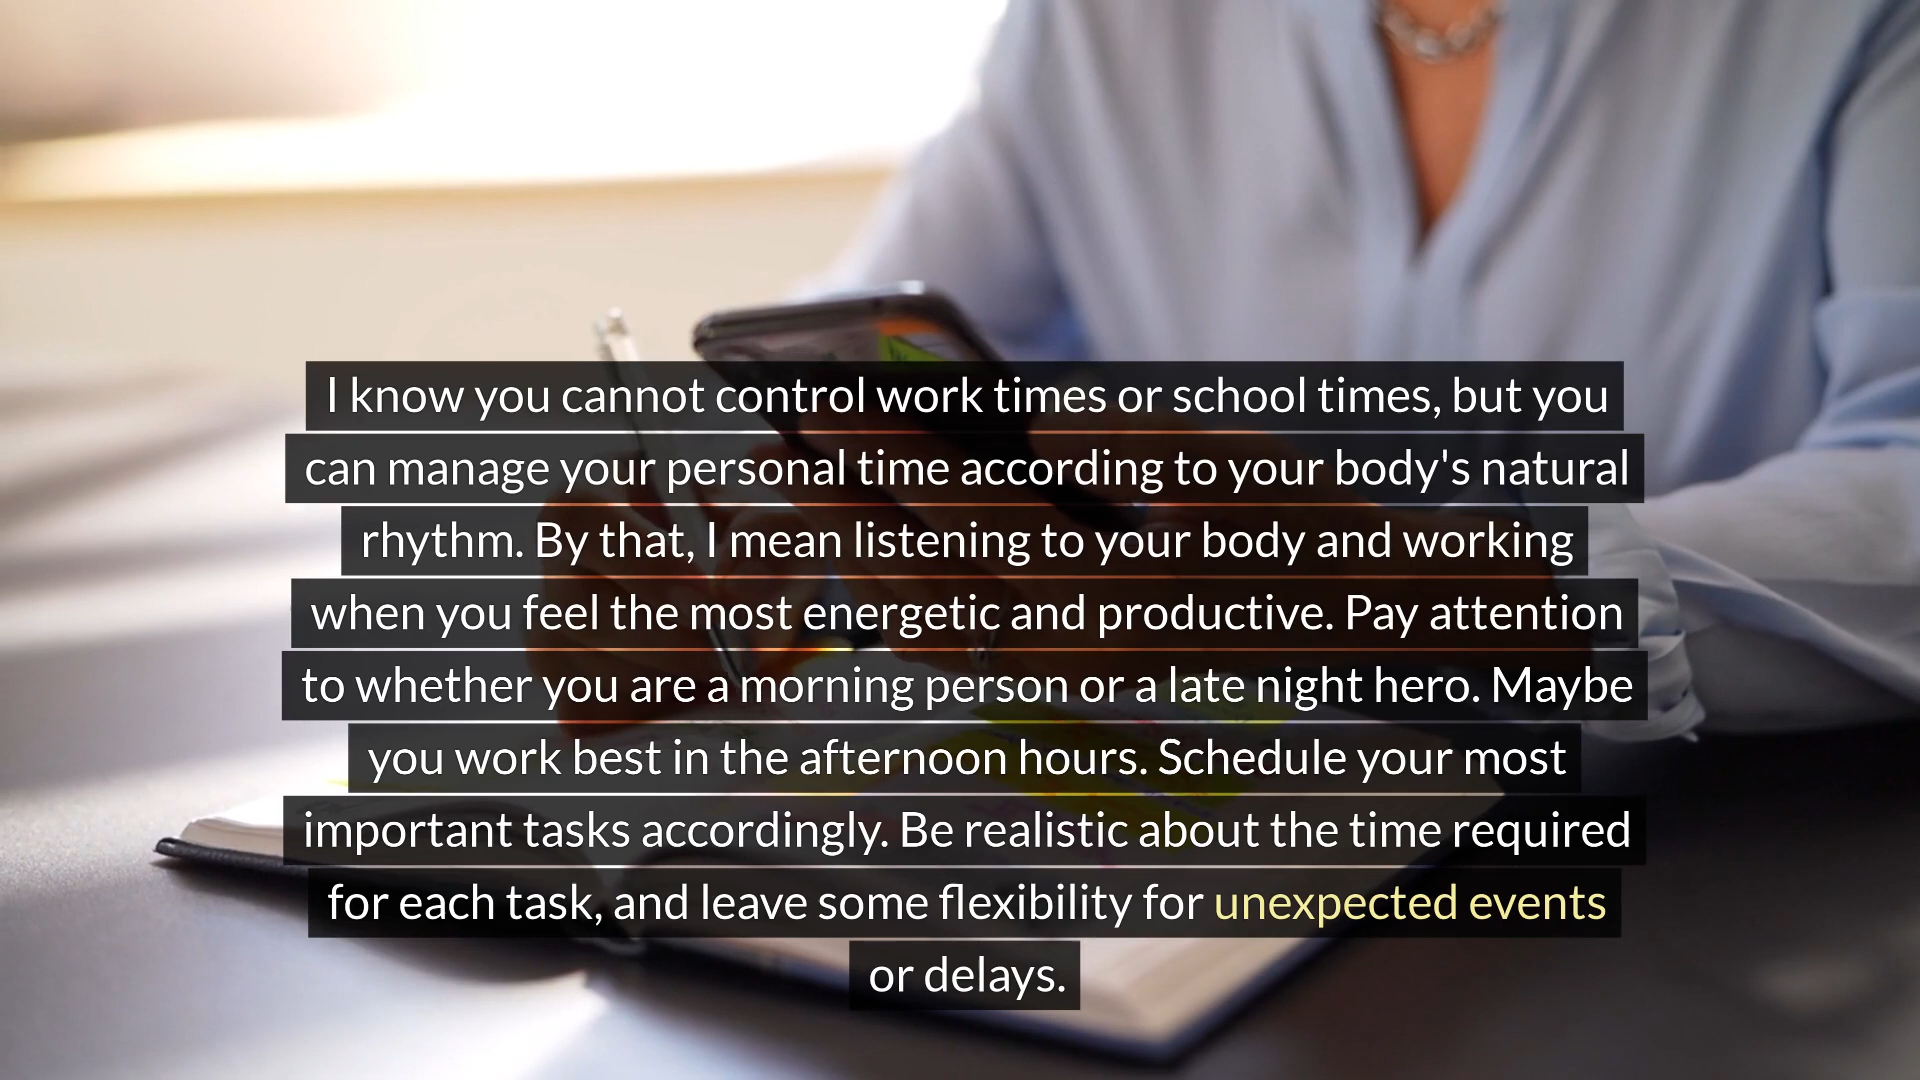 I know you cannot control work times or school times, but you
can manage your personal time according to your body's natural
rhythm. By that, I mean listening to your body and working
when you feel the most energetic and productive. Pay attention
to whether you are a morning person or a late night hero. Maybe
you work best in the afternoon hours. Schedule your most
important tasks accordingly. Be realistic about the time required
for each task, and leave some flexibility for unexpected events
or delays.